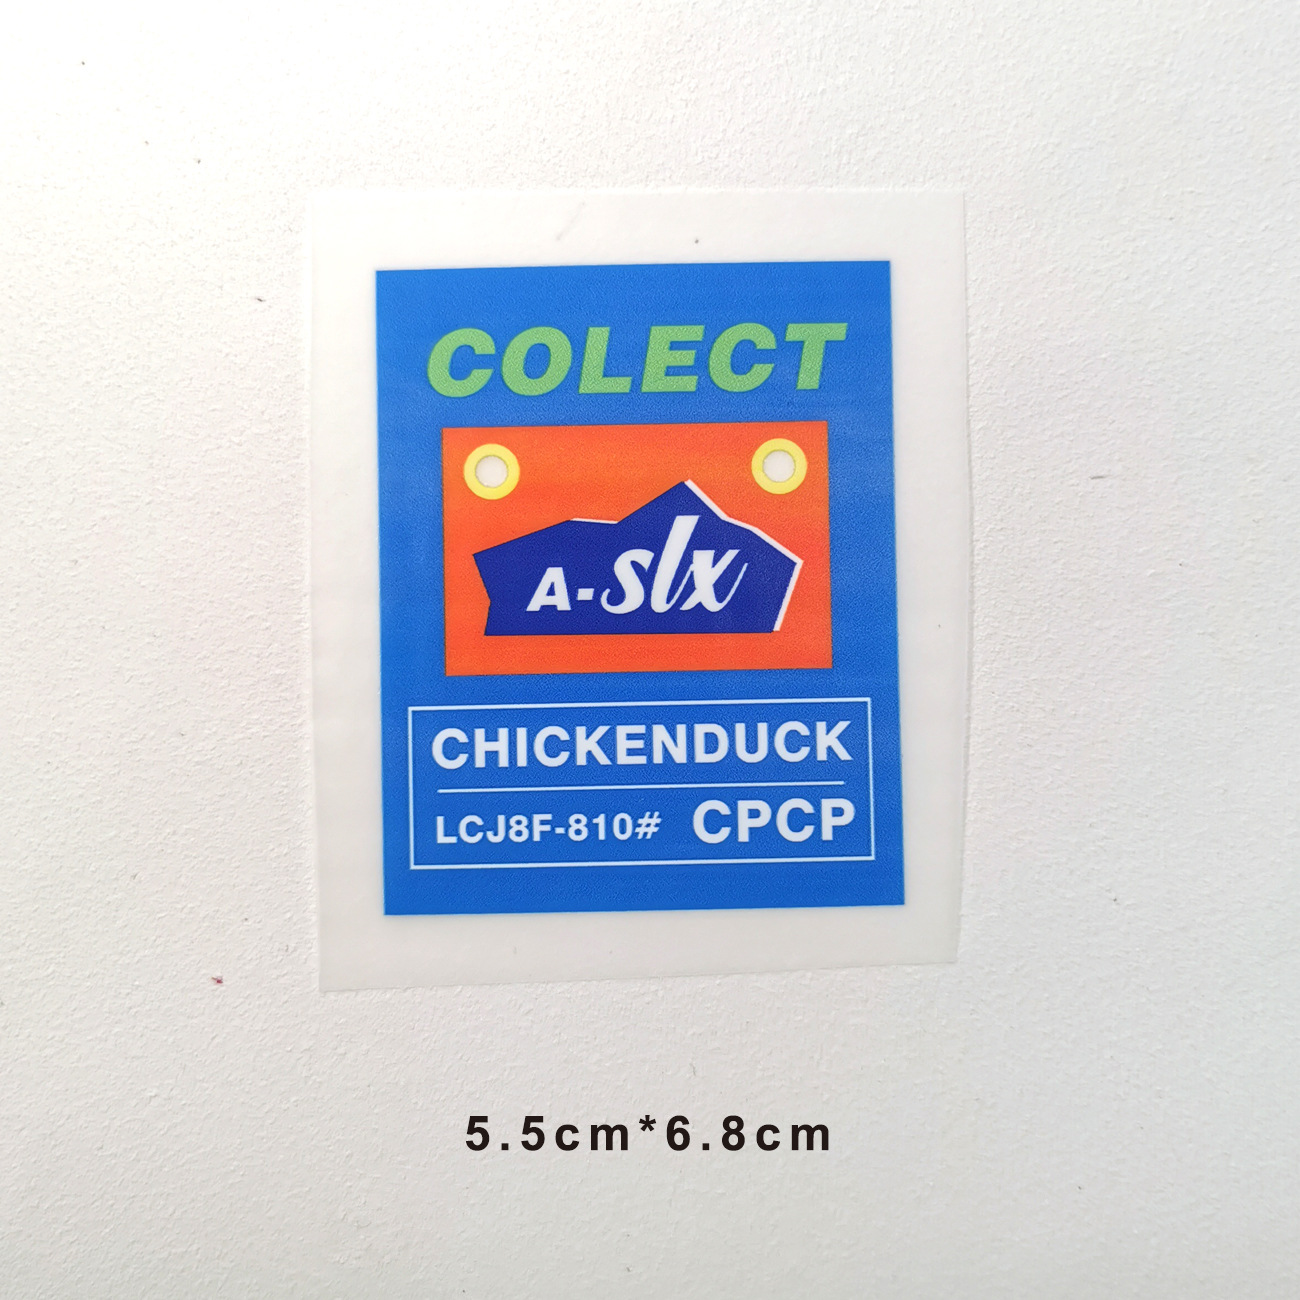 COLECT
A-slx
CHICKENDUCK
LCJ8F-810# CPCP
5.5cm*6.8cm